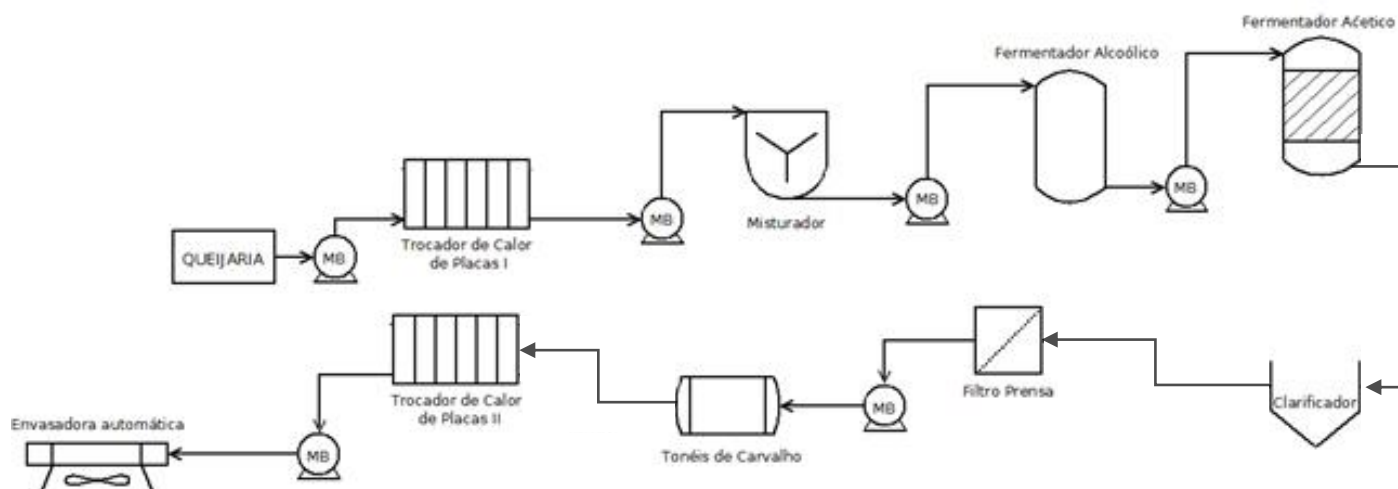 Fermentador Aćetico
Fermentador Alcoólico
MB
MB
MB
Misturador
MB
Trocador de Calor
de Placas I
QUEIJARIA
MB
Trocador de Calor
de Placas II
MB
Filtro Prensa
Clarificador
Envasadora automática
MB
Tonéis de Carvalho